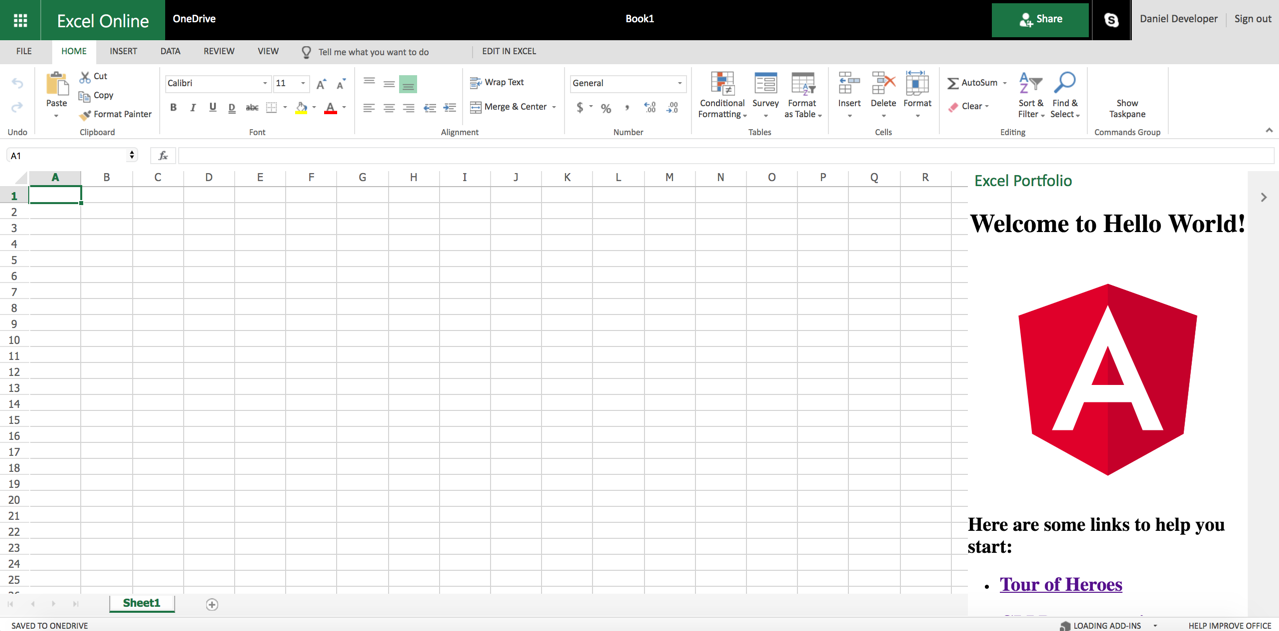 Excel Online OneDrive Book1 Share Daniel Developer Sign out
FILE HOME INSERT DATA REVIEW VIEW Tell me what you want to do EDIT IN EXCEL
Undo
Paste
Cut
Copy
Format Painter
Clipboard
Calibri 11
B I U D abc A
Font
Wrap Text
Merge & Center
Alignment
General
$ % , .00 .00
Number
Conditional Formatting
Survey
Format as Table
Tables
Insert Delete Format
Cells
AutoSum
Clear
Sort & Filter
Find & Select
Editing
Show Taskpane
Commands Group
A1 fx
A B C D E F G H I J K L M N O P Q R
1
2
3
4
5
6
7
8
9
10
11
12
13
14
15
16
17
18
19
20
21
22
23
24
25
Excel Portfolio
Welcome to Hello World!
Here are some links to help you
start:
Tour of Heroes
Sheet1
SAVED TO ONEDRIVE LOADING ADD-INS HELP IMPROVE OFFICE